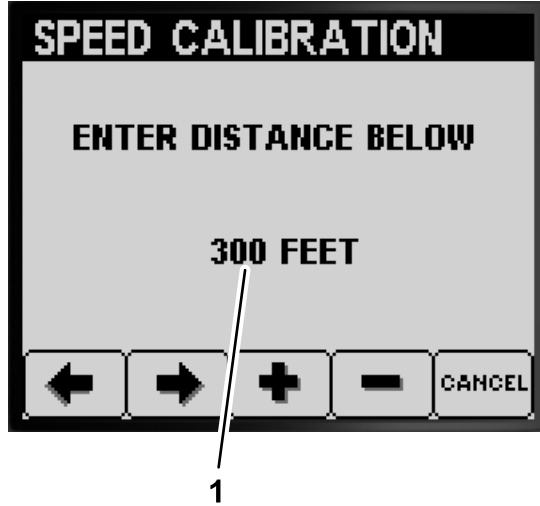 SPEED CALIBRATION
ENTER DISTANCE BELOW
300 FEET
CANCEL
1